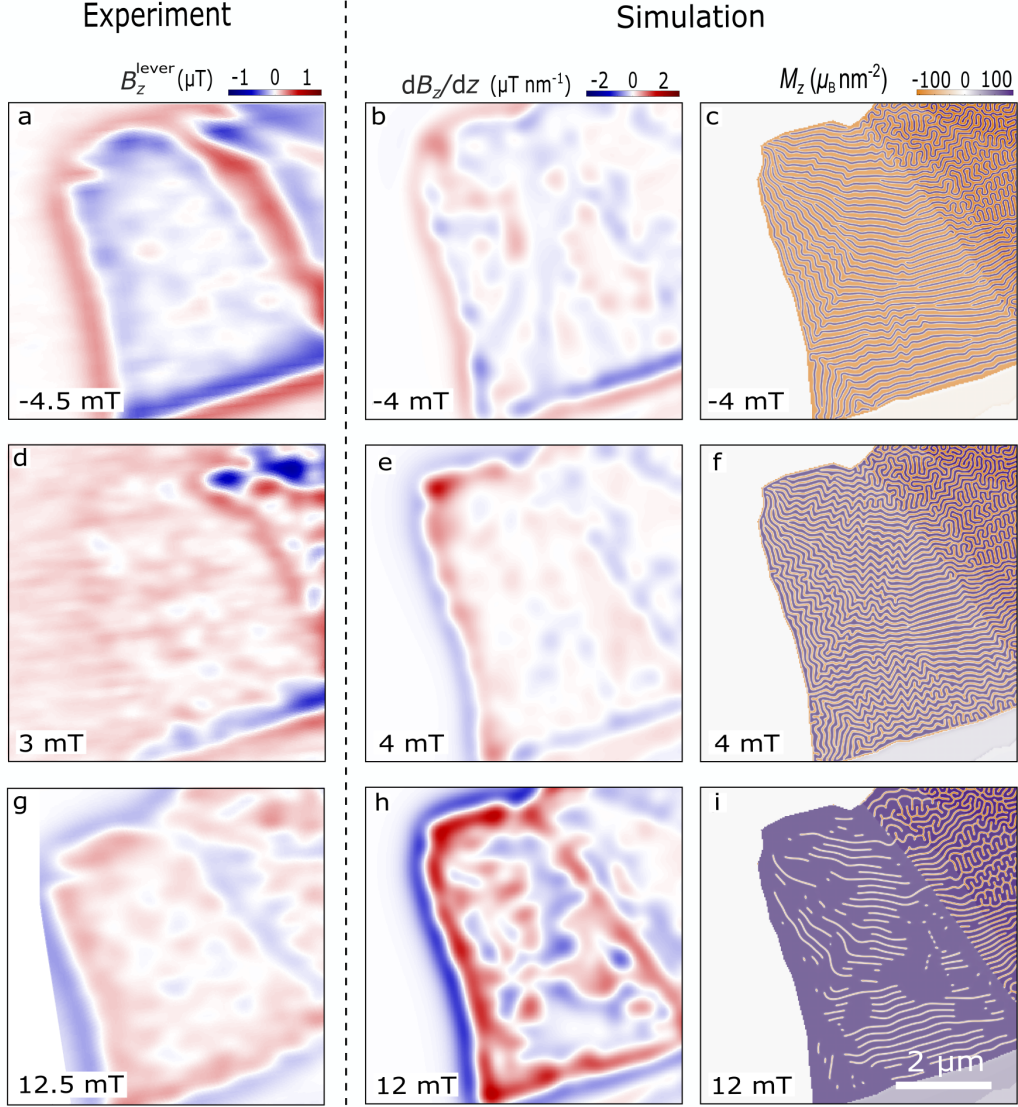 Experiment
Simulation
B_z^lever (μT)
-1 0 1
dB_z/dz (μT nm⁻¹)
-2 0 2
M_z (μ_B nm⁻²)
-100 0 100
a
-4.5 mT
b
-4 mT
c
-4 mT
d
3 mT
e
4 mT
f
4 mT
g
12.5 mT
h
12 mT
i
12 mT
2 μm